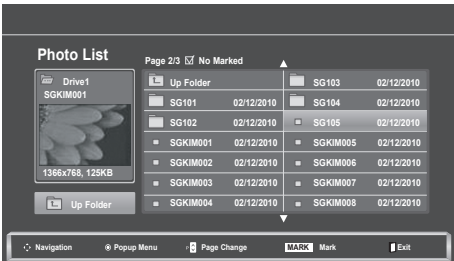 Photo List
Page 2/3 ☑ No Marked
Drive1
SGKIM001
1366x768, 125KB
Up Folder
Up Folder
SG101 02/12/2010
SG102 02/12/2010
SGKIM001 02/12/2010
SGKIM002 02/12/2010
SGKIM003 02/12/2010
SGKIM004 02/12/2010
SG103 02/12/2010
SG104 02/12/2010
SG105 02/12/2010
SGKIM005 02/12/2010
SGKIM006 02/12/2010
SGKIM007 02/12/2010
SGKIM008 02/12/2010
Navigation Popup Menu P Page Change MARK Mark Exit